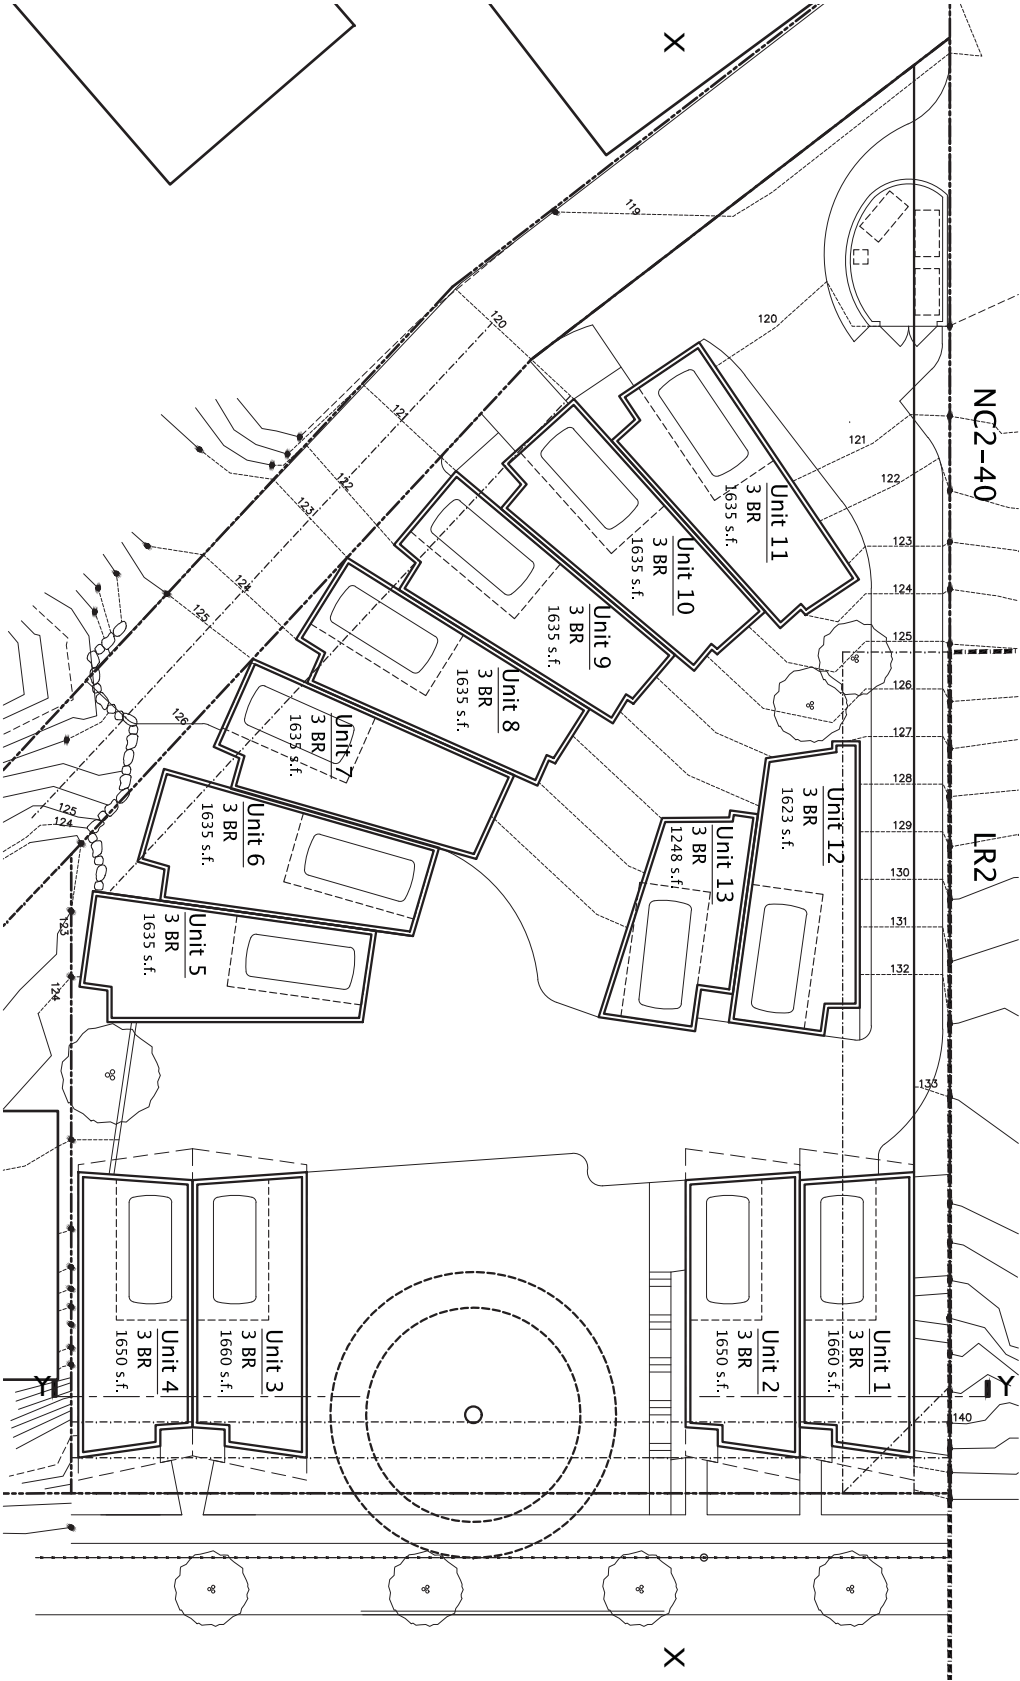 X
119
120
120
121
121
122
122
123
123
124
124
125
125
126
126
127
128
129
130
131
132
133
140
125
124
123
124
NC2-40
LR2
Unit 11
3 BR
1635 s.f.
Unit 10
3 BR
1635 s.f.
Unit 9
3 BR
1635 s.f.
Unit 8
3 BR
1635 s.f.
Unit 7
3 BR
1635 s.f.
Unit 6
3 BR
1635 s.f.
Unit 5
3 BR
1635 s.f.
Unit 12
3 BR
1623 s.f.
Unit 13
3 BR
1248 s.f.
Unit 4
3 BR
1650 s.f.
Unit 3
3 BR
1660 s.f.
Unit 2
3 BR
1650 s.f.
Unit 1
3 BR
1660 s.f.
Y
Y
X